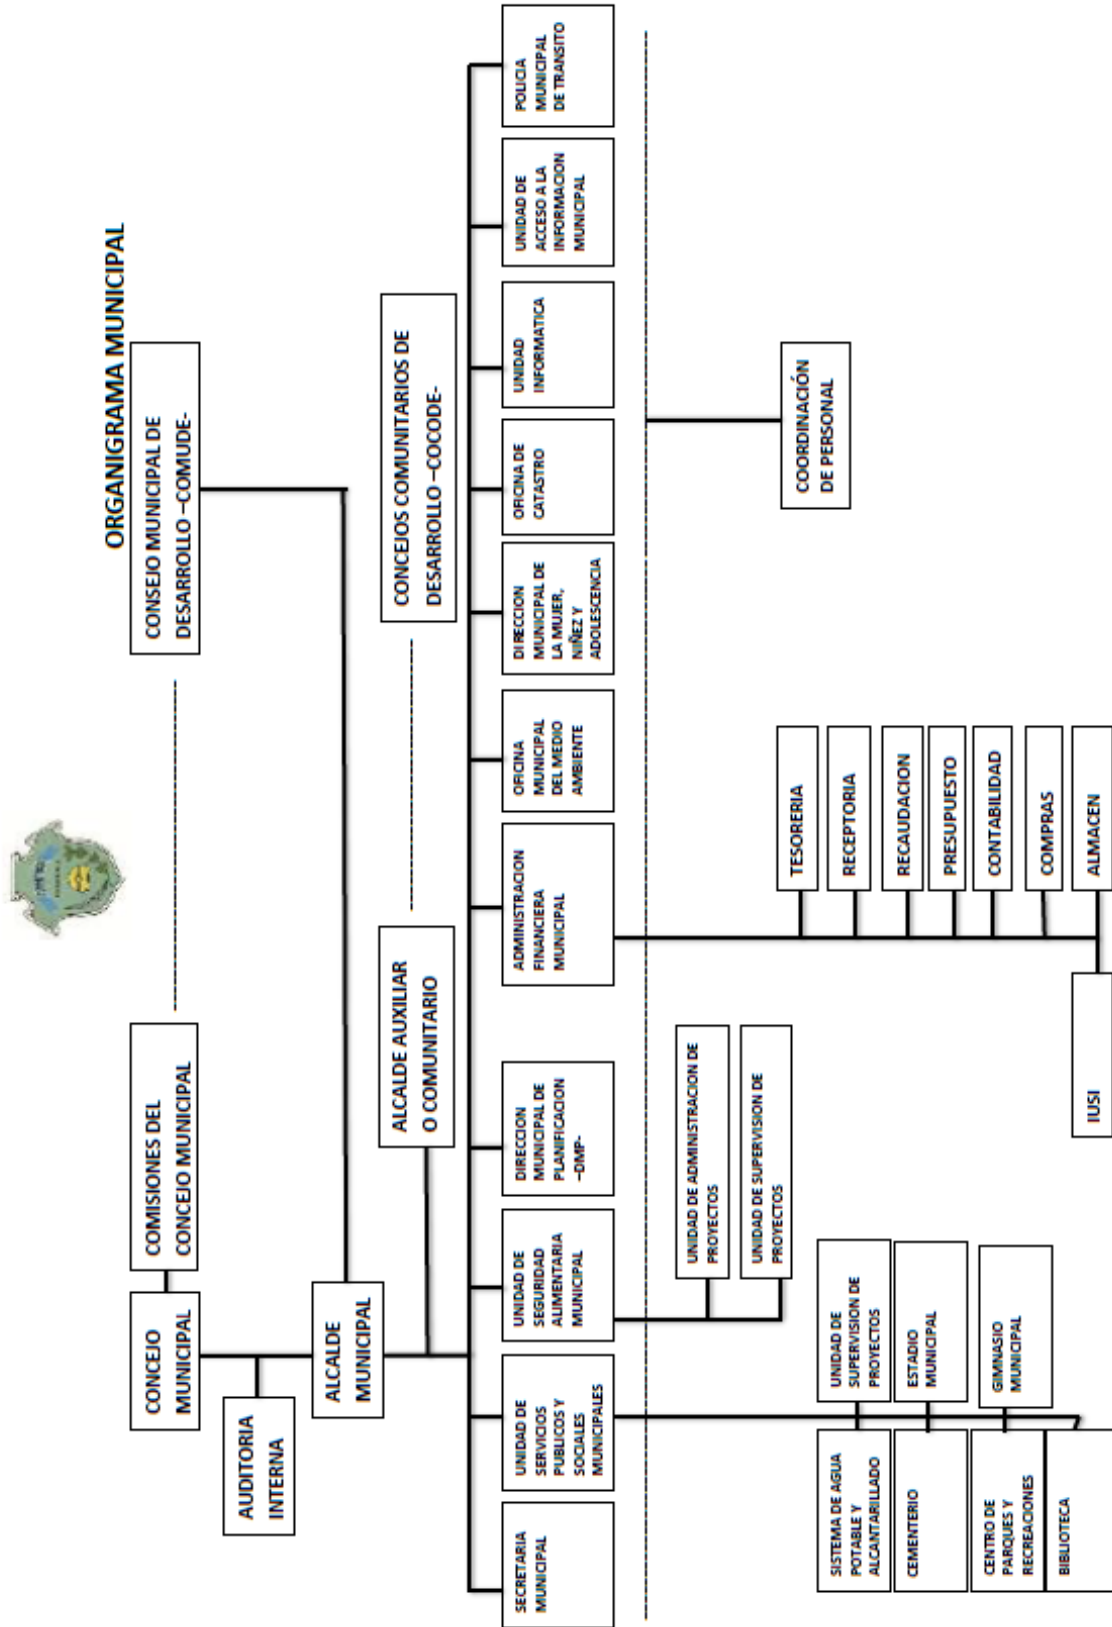 ORGANIGRAMA MUNICIPAL
CONCEJO
MUNICIPAL
COMISIONES DEL
CONCEJO MUNICIPAL
CONSEJO MUNICIPAL DE
DESARROLLO –COMUDE-
AUDITORIA
INTERNA
ALCALDE
MUNICIPAL
ALCALDE AUXILIAR
O COMUNITARIO
CONCEJOS COMUNITARIOS DE
DESARROLLO –COCODE-
SECRETARIA
MUNICIPAL
UNIDAD DE
SERVICIOS
PUBLICOS Y
SOCIALES
MUNICIPALES
UNIDAD DE
SEGURIDAD
ALIMENTARIA
MUNICIPAL
DIRECCION
MUNICIPAL DE
PLANIFICACION
–DMP-
ADMINISTRACION
FINANCIERA
MUNICIPAL
OFICINA
MUNICIPAL
DEL MEDIO
AMBIENTE
DIRECCION
MUNICIPAL DE
LA MUJER,
NIÑEZ Y
ADOLESCENCIA
OFICINA DE
CATASTRO
UNIDAD
INFORMATICA
UNIDAD DE
ACCESO A LA
INFORMACION
MUNICIPAL
POLICIA
MUNICIPAL
DE TRANSITO
UNIDAD DE ADMINISTRACION DE
PROYECTOS
UNIDAD DE SUPERVISION DE
PROYECTOS
COORDINACIÓN
DE PERSONAL
SISTEMA DE AGUA
POTABLE Y
ALCANTARILLADO
UNIDAD DE
SUPERVISION DE
PROYECTOS
CEMENTERIO
ESTADIO
MUNICIPAL
CENTRO DE
PARQUES Y
RECREACIONES
GIMNASIO
MUNICIPAL
BIBLIOTECA
TESORERIA
RECEPTORIA
RECAUDACION
PRESUPUESTO
CONTABILIDAD
COMPRAS
ALMACEN
IUSI